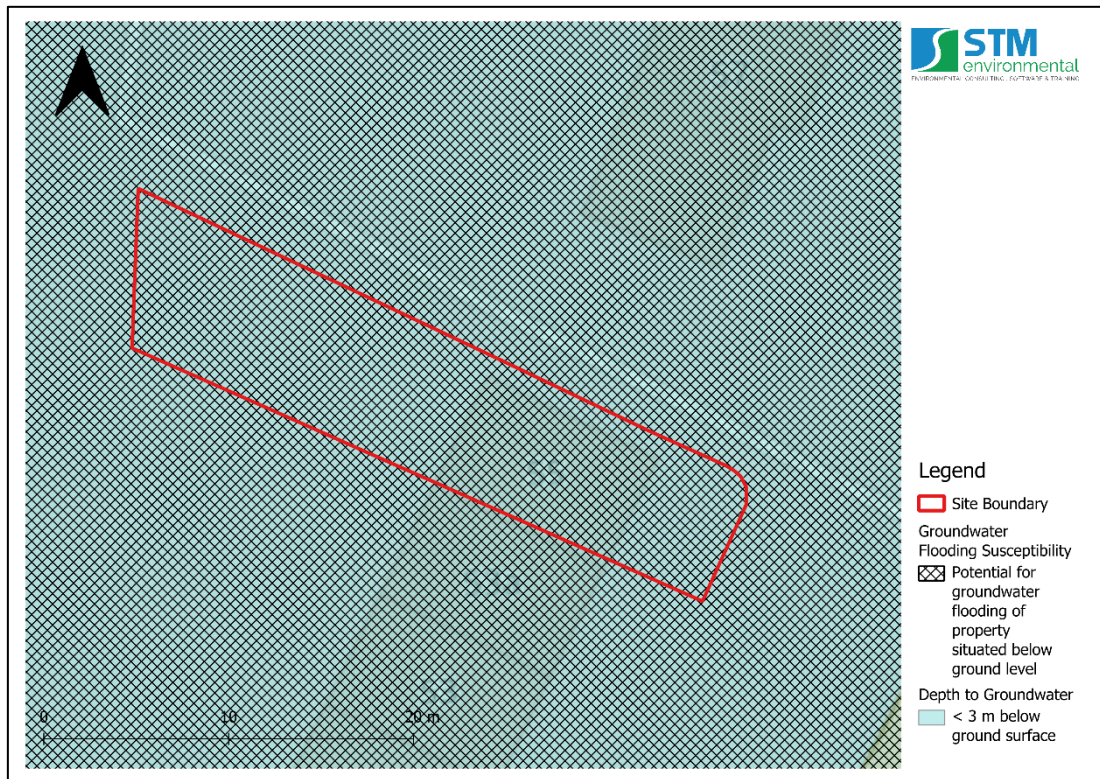 STM
environmental
ENVIRONMENTAL CONSULTING , SOFTWARE & TRAINING
Legend
Site Boundary
Groundwater
Flooding Susceptibility
Potential for
groundwater
flooding of
property
situated below
ground level
Depth to Groundwater
< 3 m below
ground surface
0 10 20 m